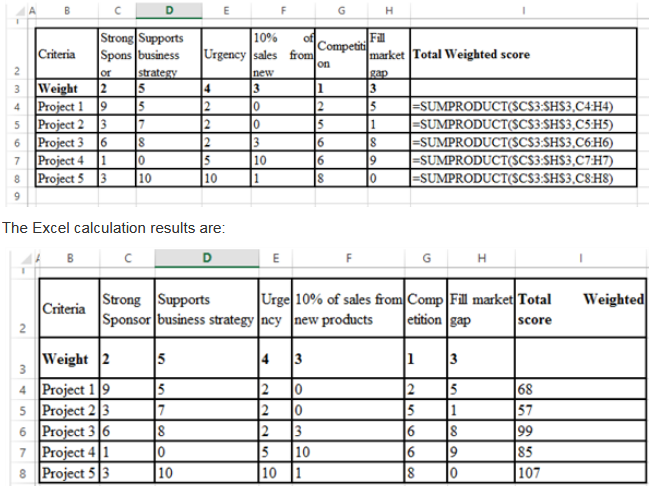 A B C D E F G H I
1
2 Criteria Strong Sponsor Supports business strategy Urgency 10% of sales from new Competition Fill market gap Total Weighted score
3 Weight 2 5 4 3 1 3
4 Project 1 9 5 2 0 2 5 =SUMPRODUCT($C$3:$H$3,C4:H4)
5 Project 2 3 7 2 0 5 1 =SUMPRODUCT($C$3:$H$3,C5:H5)
6 Project 3 6 8 2 3 6 8 =SUMPRODUCT($C$3:$H$3,C6:H6)
7 Project 4 1 0 5 10 6 9 =SUMPRODUCT($C$3:$H$3,C7:H7)
8 Project 5 3 10 10 1 8 0 =SUMPRODUCT($C$3:$H$3,C8:H8)
9
The Excel calculation results are:
A B C D E F G H I
1
2 Criteria Strong Sponsor Supports business strategy Urgency 10% of sales from new products Competition Fill market gap Total Weighted score
3 Weight 2 5 4 3 1 3
4 Project 1 9 5 2 0 2 5 68
5 Project 2 3 7 2 0 5 1 57
6 Project 3 6 8 2 3 6 8 99
7 Project 4 1 0 5 10 6 9 85
8 Project 5 3 10 10 1 8 0 107